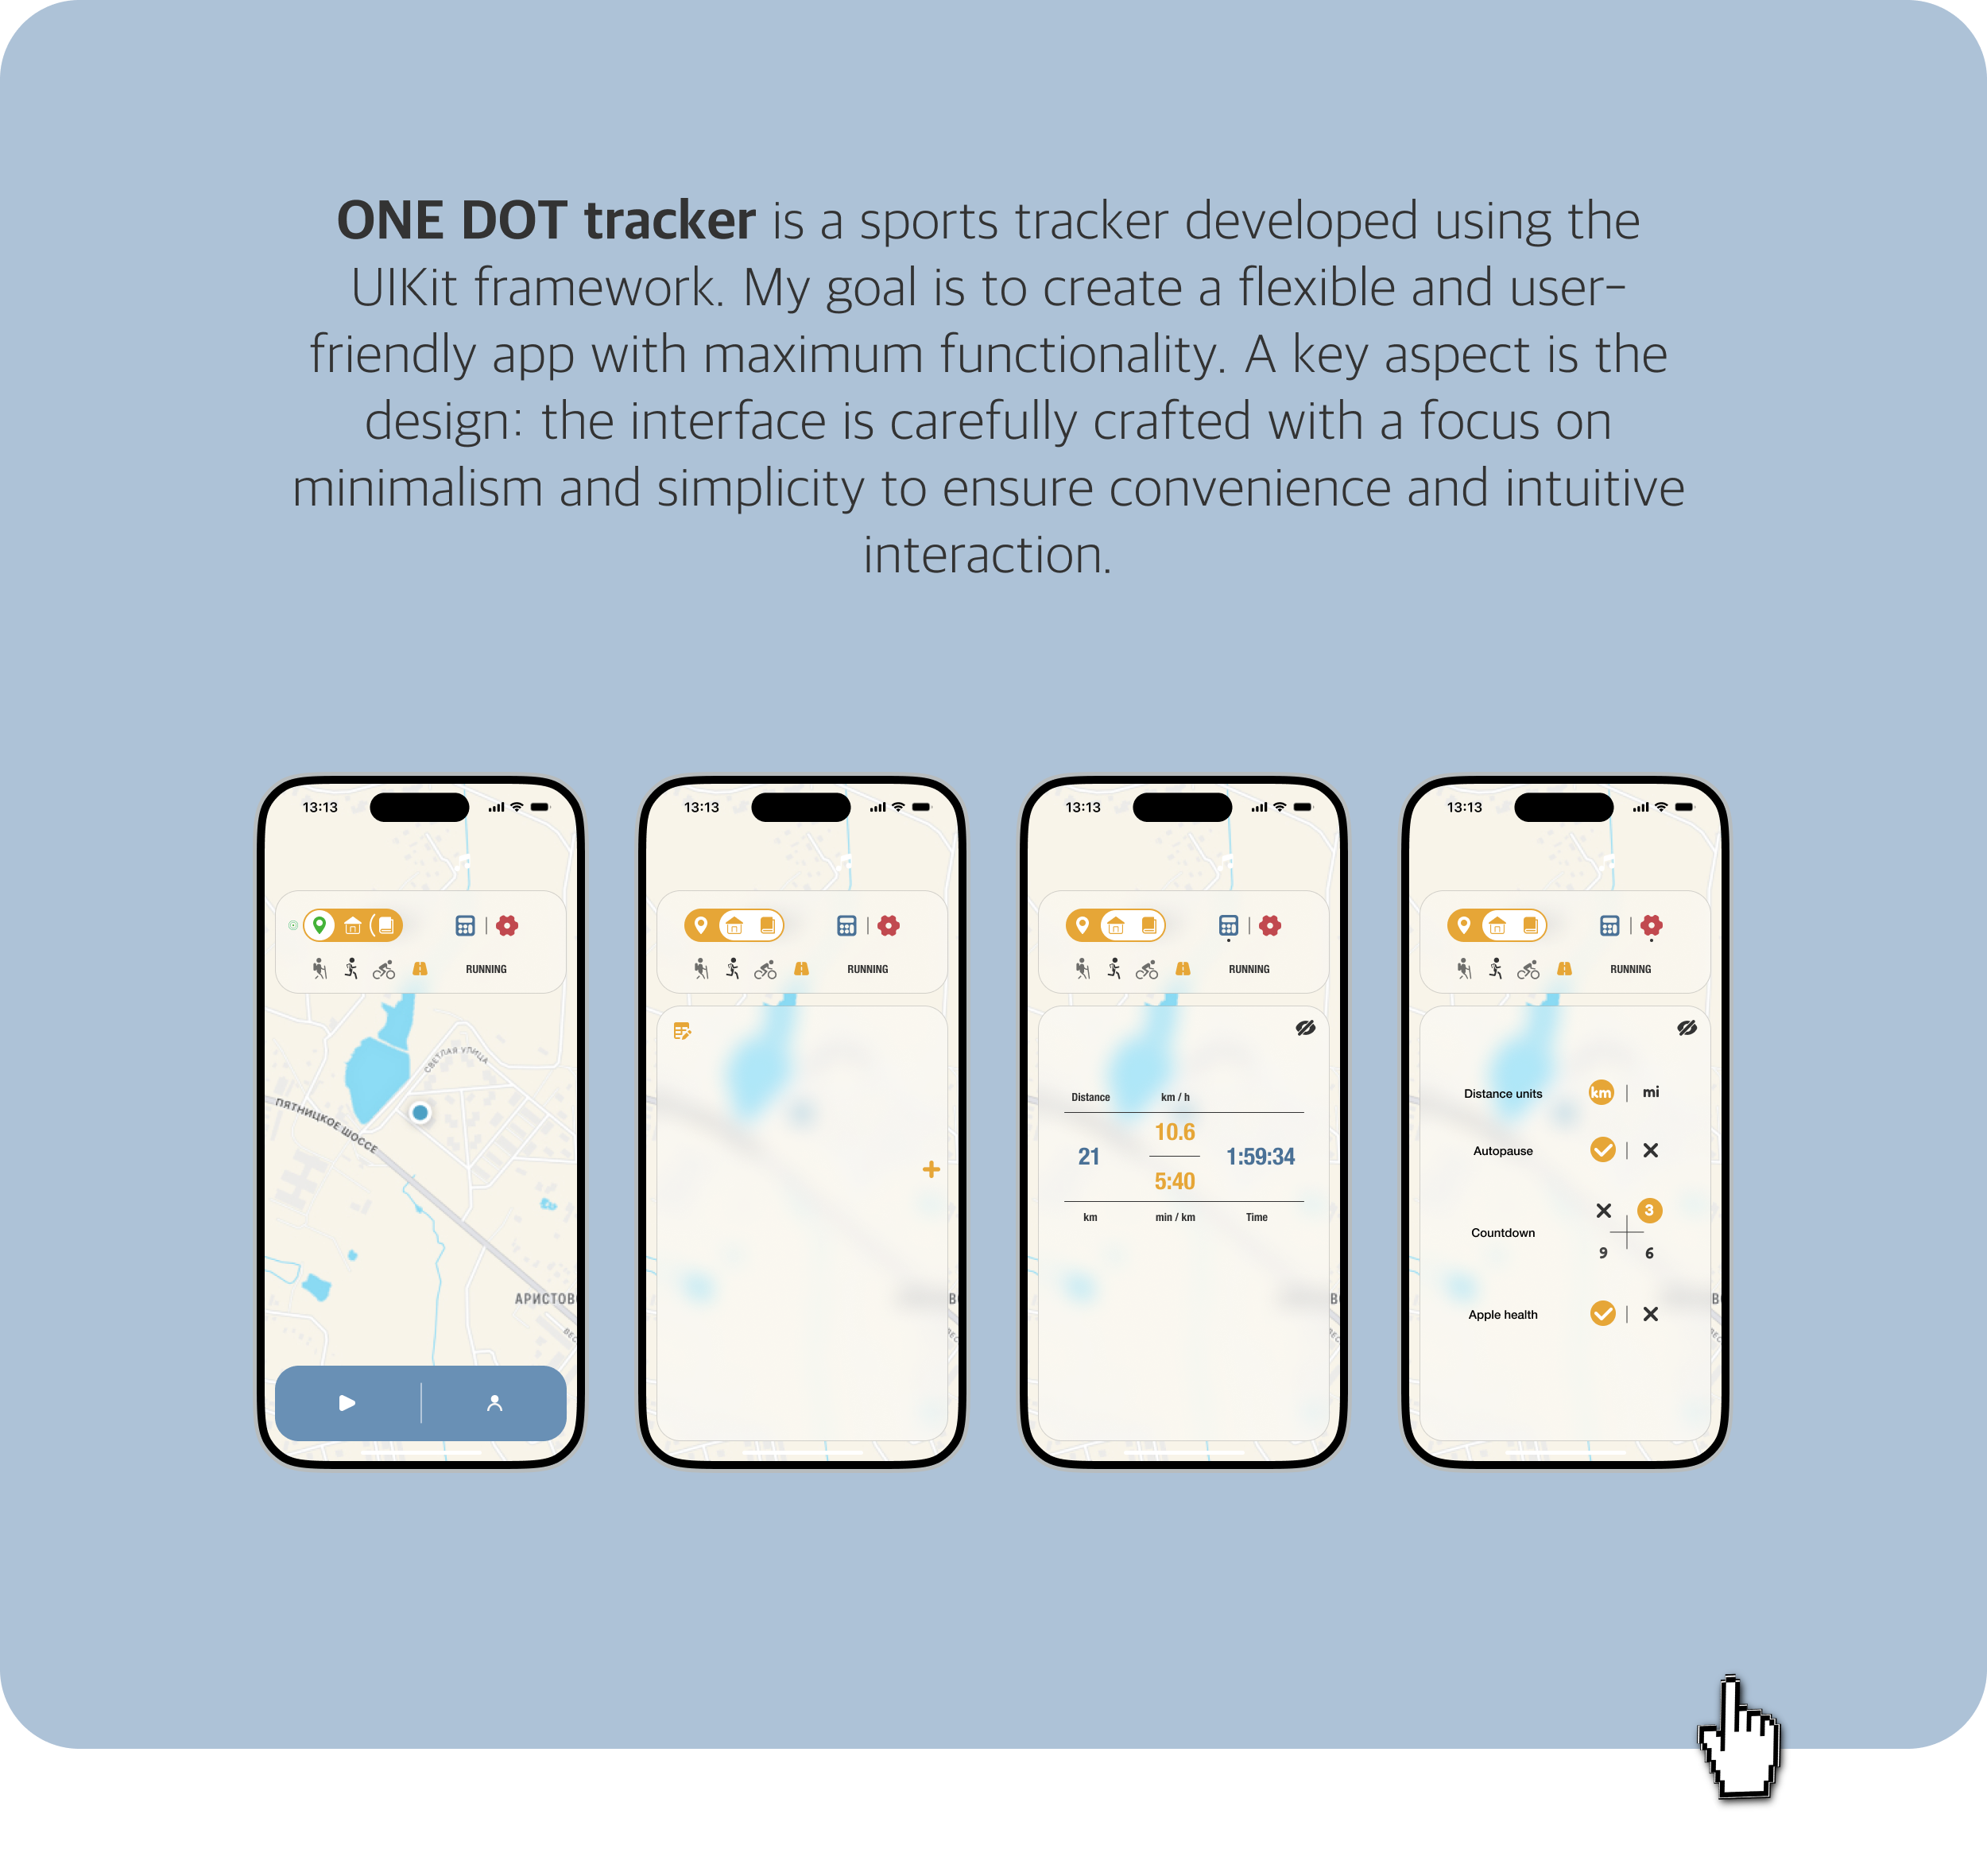 ONE DOT tracker is a sports tracker developed using the
UIKit framework. My goal is to create a flexible and user-
friendly app with maximum functionality. A key aspect is the
design: the interface is carefully crafted with a focus on
minimalism and simplicity to ensure convenience and intuitive
interaction.
13:13
RUNNING
СВЕТЛАЯ УЛИЦА
ПЯТНИЦКОЕ ШОССЕ
АРИСТОВО
ВЕС
13:13
RUNNING
13:13
RUNNING
Distance km / h
10.6
21 1:59:34
5:40
km min / km Time
13:13
RUNNING
Distance units km | mi
Autopause
3
Countdown
9 6
Apple health